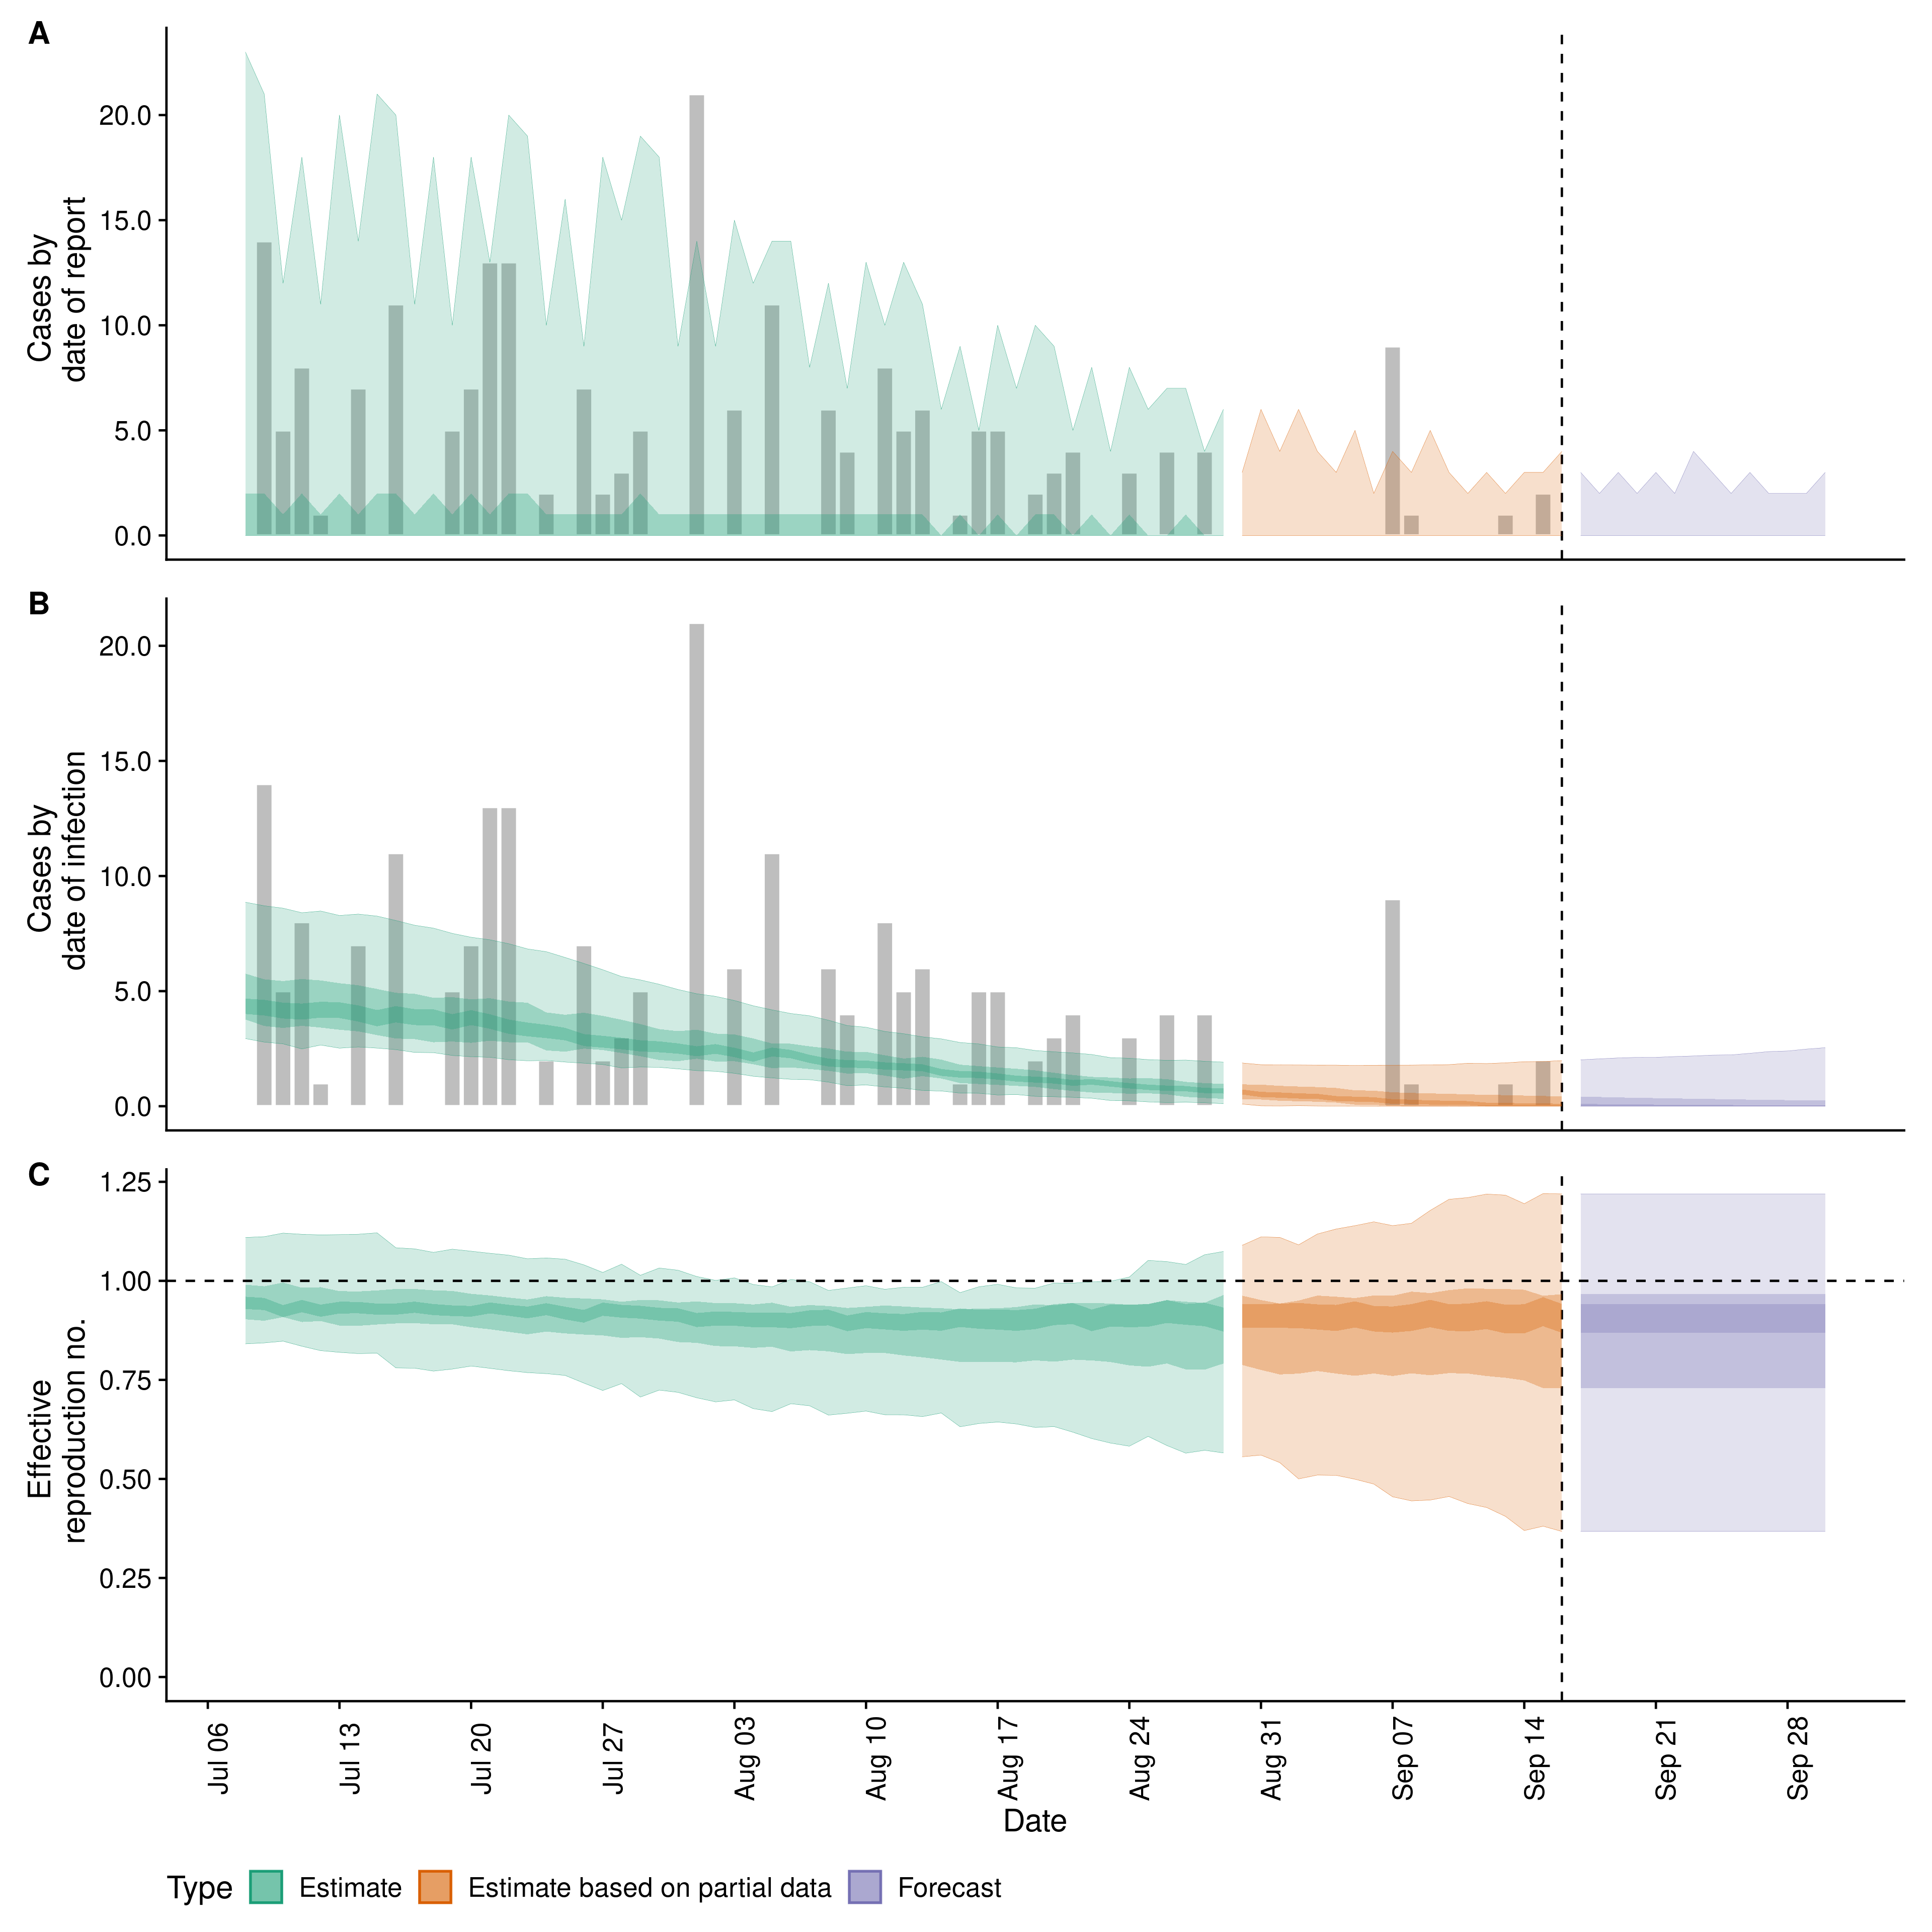 A
Cases by
date of report
20.0
15.0
10.0
5.0
0.0
B
Cases by
date of infection
20.0
15.0
10.0
5.0
0.0
C
Effective
reproduction no.
1.25
1.00
0.75
0.50
0.25
0.00
Jul 06
Jul 13
Jul 20
Jul 27
Aug 03
Aug 10
Aug 17
Aug 24
Aug 31
Sep 07
Sep 14
Sep 21
Sep 28
Date
Type Estimate Estimate based on partial data Forecast